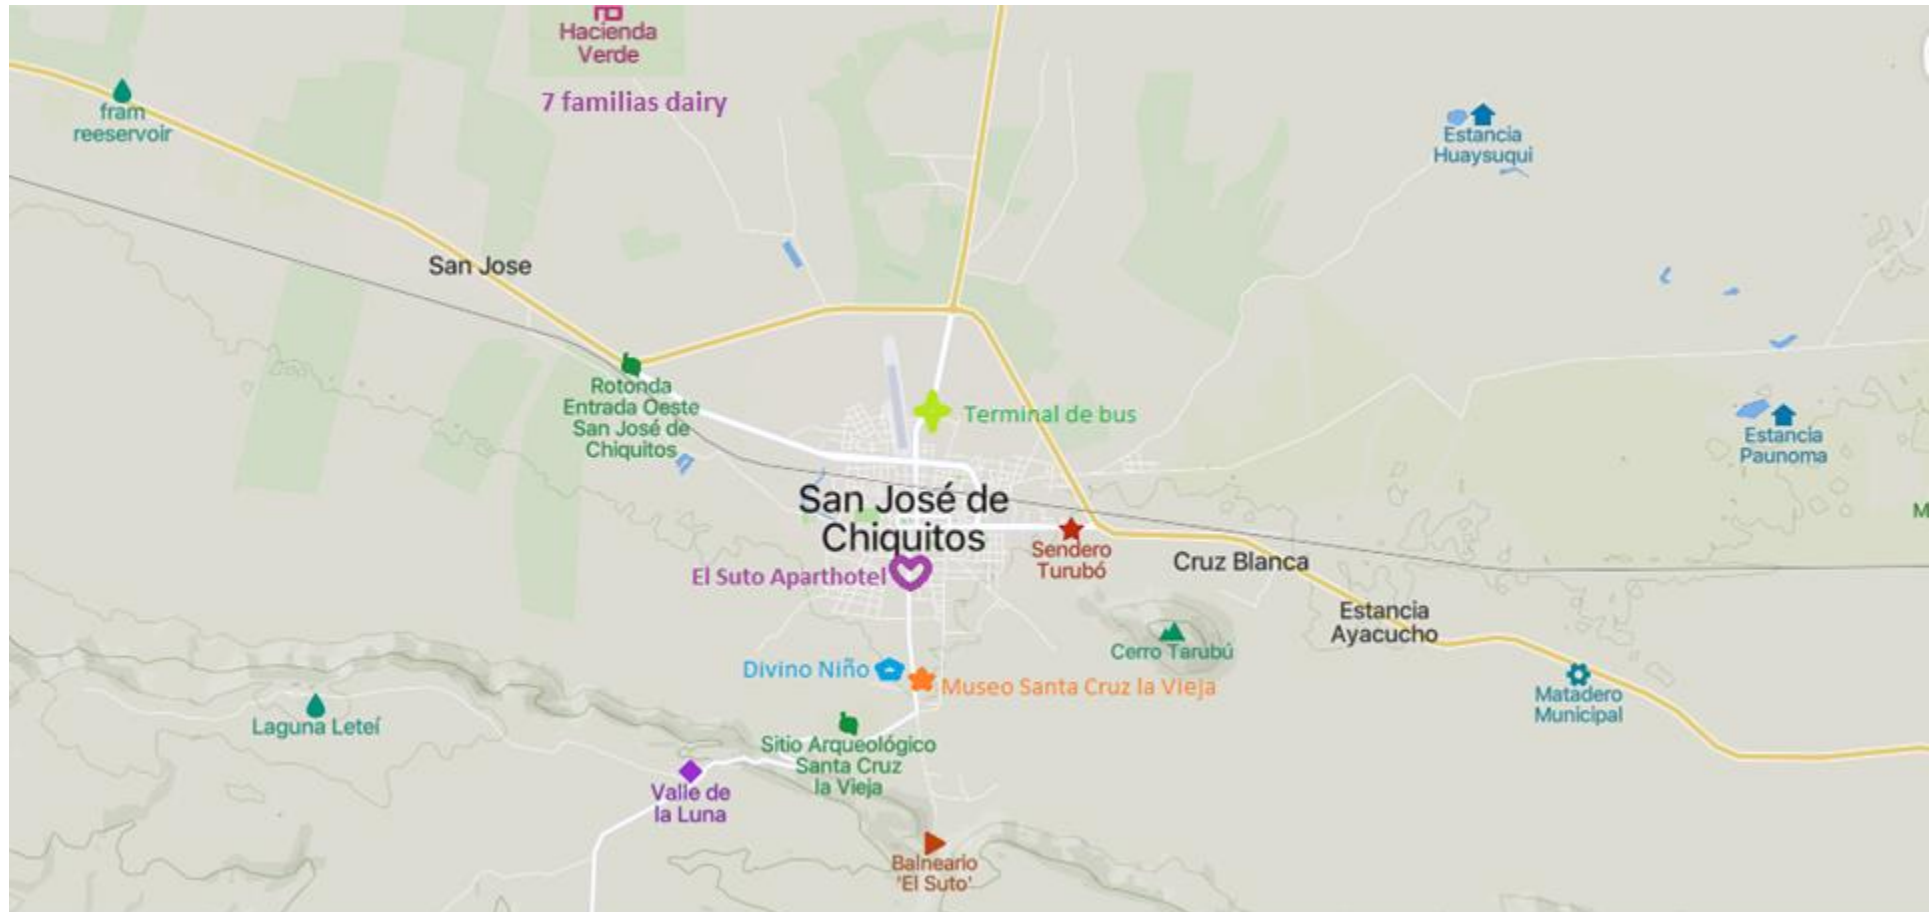 Hacienda
Verde
7 familias dairy
fram
reeservoir
Estancia
Huaysuqui
San Jose
Rotonda
Entrada Oeste
San José de
Chiquitos
Terminal de bus
Estancia
Paunoma
San José de
Chiquitos
M
Sendero
Turubó
Cruz Blanca
El Suto Aparthotel
Estancia
Ayacucho
Cerro Tarubú
Divino Niño
Museo Santa Cruz la Vieja
Matadero
Municipal
Laguna Leteí
Sitio Arqueológico
Santa Cruz
la Vieja
Valle de
la Luna
Balneario
'El Suto'